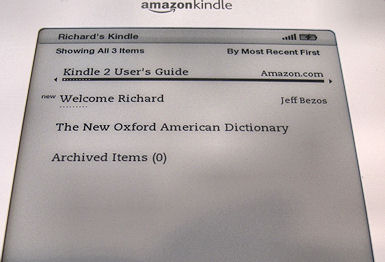 amazonkindle
Richard's Kindle
Showing All 3 Items By Most Recent First
Kindle 2 User's Guide Amazon.com
new Welcome Richard Jeff Bezos
The New Oxford American Dictionary
Archived Items (0)